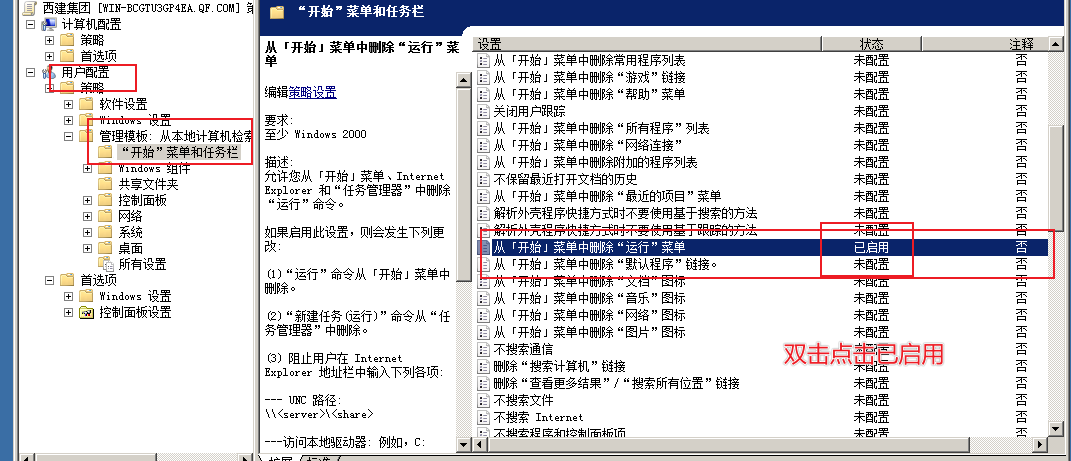 西建集团 [WIN-BCGTU3GP4EA.QF.COM] 策
计算机配置
策略
首选项
用户配置
策略
软件设置
Windows 设置
管理模板: 从本地计算机检索
“开始”菜单和任务栏
Windows 组件
共享文件夹
控制面板
网络
系统
桌面
所有设置
首选项
Windows 设置
控制面板设置
“开始”菜单和任务栏
从「开始」菜单中删除“运行”菜
单
编辑策略设置
要求:
至少 Windows 2000
描述:
允许您从「开始」菜单、Internet
Explorer 和“任务管理器”中删除
“运行”命令。
如果启用此设置，则会发生下列更
改:
(1)“运行”命令从「开始」菜单中
删除。
(2)“新建任务(运行)”命令从“任
务管理器”中删除。
(3) 阻止用户在 Internet
Explorer 地址栏中输入下列各项:
--- UNC 路径:
\\<server>\<share>
---访问本地驱动器: 例如，C:
扩展 标准
设置 状态 注释
从「开始」菜单中删除常用程序列表 未配置 否
从「开始」菜单中删除“游戏”链接 未配置 否
从「开始」菜单中删除“帮助”菜单 未配置 否
关闭用户跟踪 未配置 否
从「开始」菜单中删除“所有程序”列表 未配置 否
从「开始」菜单中删除“网络连接” 未配置 否
从「开始」菜单中删除附加的程序列表 未配置 否
不保留最近打开文档的历史 未配置 否
从「开始」菜单中删除“最近的项目”菜单 未配置 否
解析外壳程序快捷方式时不要使用基于搜索的方法 未配置 否
解析外壳程序快捷方式时不要使用基于跟踪的方法 未配置 否
从「开始」菜单中删除“运行”菜单 已启用 否
从「开始」菜单中删除“默认程序”链接。 未配置 否
从「开始」菜单中删除“文档”图标 未配置 否
从「开始」菜单中删除“音乐”图标 未配置 否
从「开始」菜单中删除“网络”图标 未配置 否
从「开始」菜单中删除“图片”图标 未配置 否
不搜索通信 未配置 否
双击点击已启用
删除“搜索计算机”链接 未配置 否
删除“查看更多结果”/“搜索所有位置”链接 未配置 否
不搜索文件 未配置 否
不搜索 Internet 未配置 否
不搜索程序和控制面板项 未配置 否